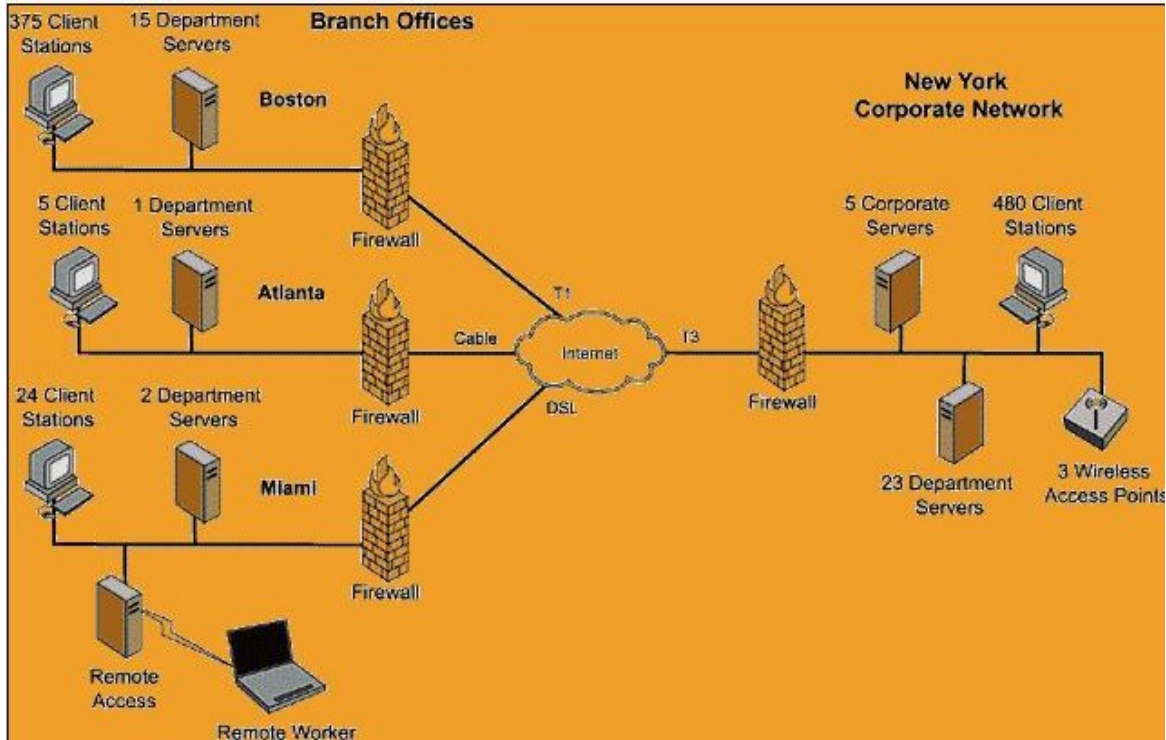 375 Client
Stations
15 Department
Servers
Branch Offices
Boston
Firewall
New York
Corporate Network
5 Client
Stations
1 Department
Servers
Atlanta
Firewall
T1
Cable
Internet
T3
DSL
Firewall
5 Corporate
Servers
480 Client
Stations
23 Department
Servers
3 Wireless
Access Points
24 Client
Stations
2 Department
Servers
Miami
Firewall
Remote
Access
Remote Worker